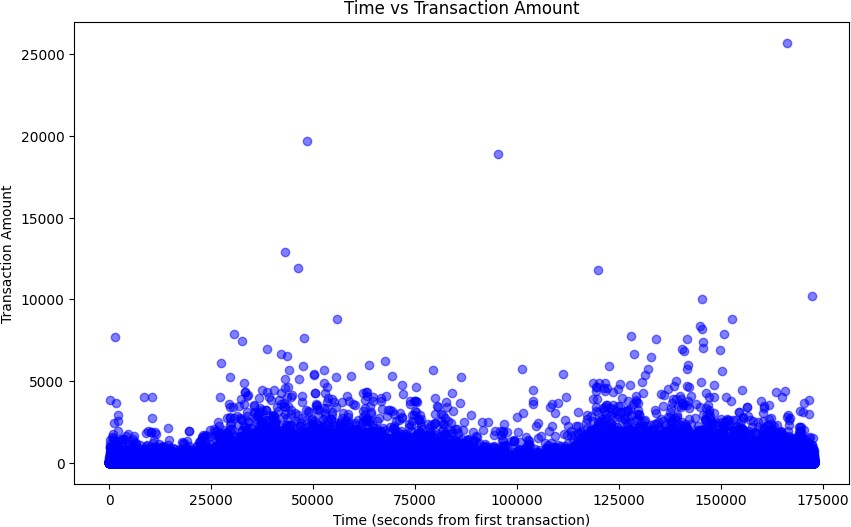 Time vs Transaction Amount
25000
20000
15000
10000
5000
0
Transaction Amount
0 25000 50000 75000 100000 125000 150000 175000
Time (seconds from first transaction)